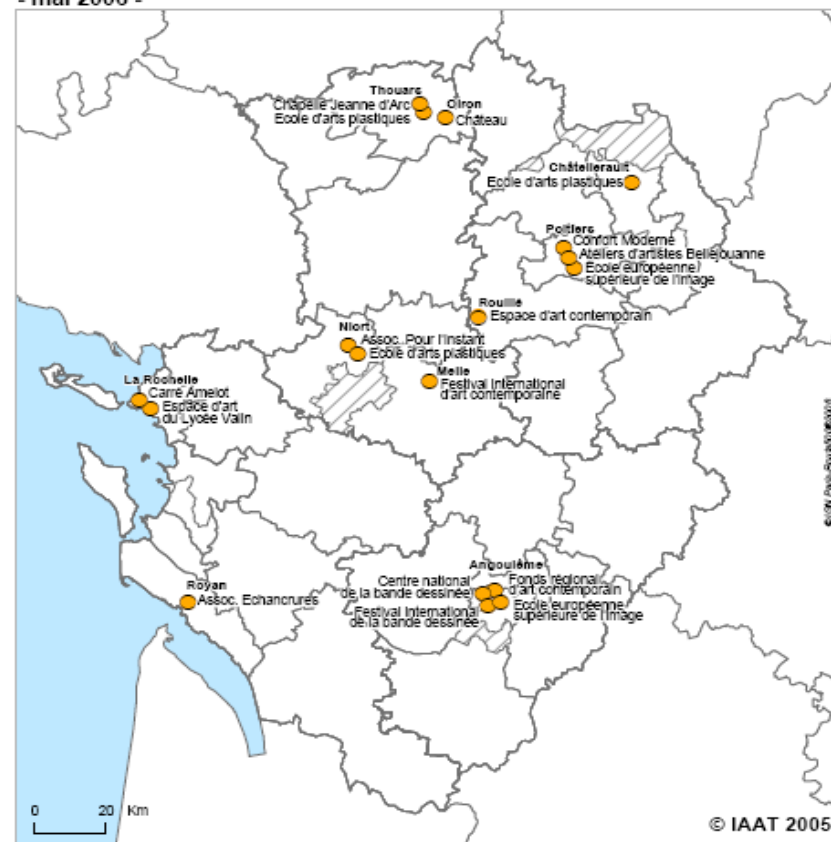 - mai 2006 -
Thouars
Chapelle Jeanne d'Arc
Ecole d'arts plastiques
Oiron
Château
Châtellerault
Ecole d'arts plastiques
Poitiers
Confort Moderne
Ateliers d'artistes Bellejouanne
Ecole européenne
supérieure de l'image
Rouillé
Espace d'art contemporain
Niort
Assoc. Pour l'instant
Ecole d'arts plastiques
Melle
Festival International
d'art contemporaine
La Rochelle
Carré Amelot
Espace d'art
du Lycée Valin
Angoulême
Centre national
de la bande dessinée
Fonds régional
d'art contemporain
Festival International
de la bande dessinée
Ecole européenne
supérieure de l'image
Royan
Assoc. Echancrures
0 20 Km
© IAAT 2005